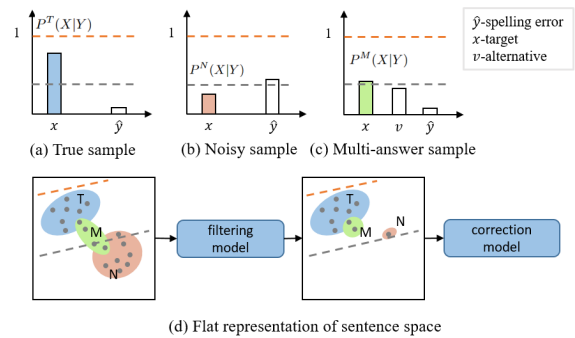 1
P^T(X|Y)
x
ŷ
(a) True sample
1
P^N(X|Y)
x
ŷ
(b) Noisy sample
1
P^M(X|Y)
x
v
ŷ
(c) Multi-answer sample
ŷ-spelling error
x-target
v-alternative
T
M
N
filtering
model
T
M
N
correction
model
(d) Flat representation of sentence space